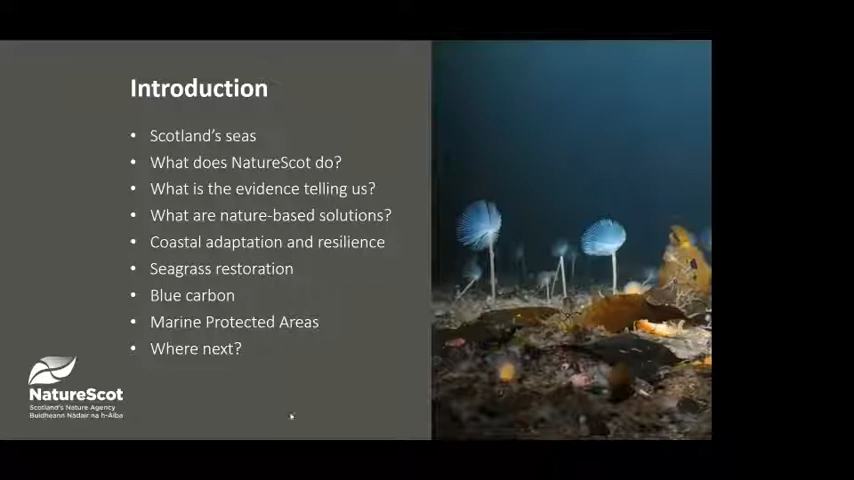 Introduction
• Scotland's seas
• What does NatureScot do?
• What is the evidence telling us?
• What are nature-based solutions?
• Coastal adaptation and resilience
• Seagrass restoration
• Blue carbon
• Marine Protected Areas
• Where next?
NatureScot
Scotland's Nature Agency
Buidheann Nàdair na h-Alba